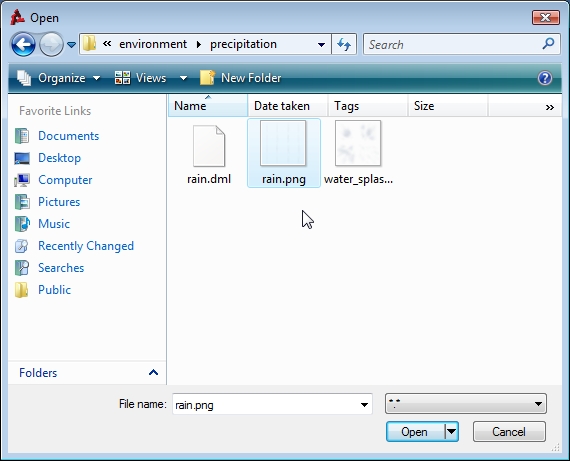 Open
« environment ▸ precipitation
Search
Organize Views New Folder
Favorite Links
Documents
Desktop
Computer
Pictures
Music
Recently Changed
Searches
Public
Folders
Name Date taken Tags Size »
rain.dml rain.png water_splas...
File name: rain.png *.*
Open Cancel